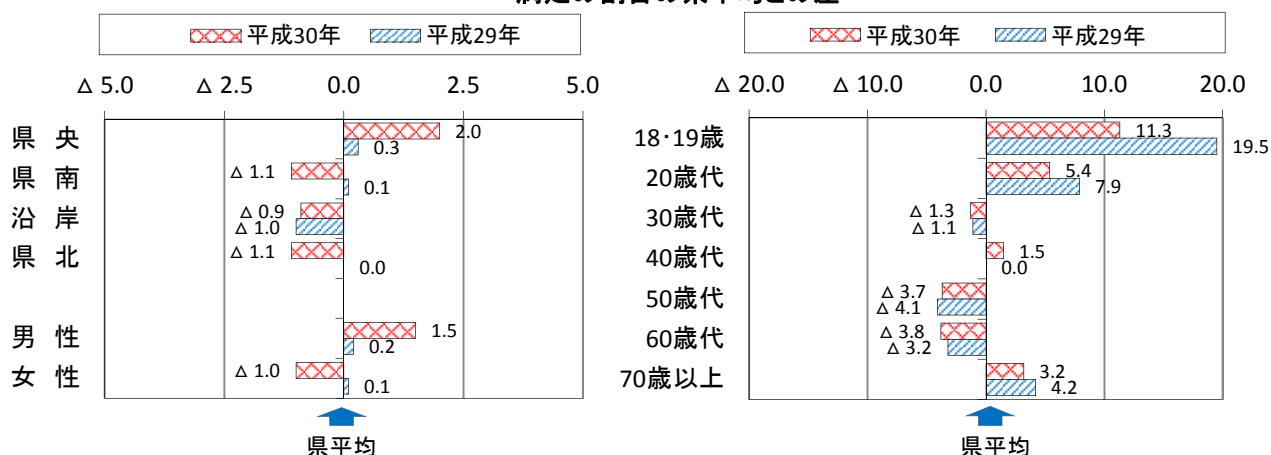 平成30年 平成29年
△ 5.0 △ 2.5 0.0 2.5 5.0
県 央 2.0
0.3
県 南 △ 1.1 0.1
沿 岸 △ 0.9
△ 1.0
県 北 △ 1.1
0.0
男 性 1.5
0.2
女 性 △ 1.0
0.1
県平均
平成30年 平成29年
△ 20.0 △ 10.0 0.0 10.0 20.0
18･19歳 11.3
19.5
20歳代 5.4
7.9
30歳代 △ 1.3
△ 1.1
40歳代 1.5
0.0
50歳代 △ 3.7
△ 4.1
60歳代 △ 3.8
△ 3.2
70歳以上 3.2
4.2
県平均